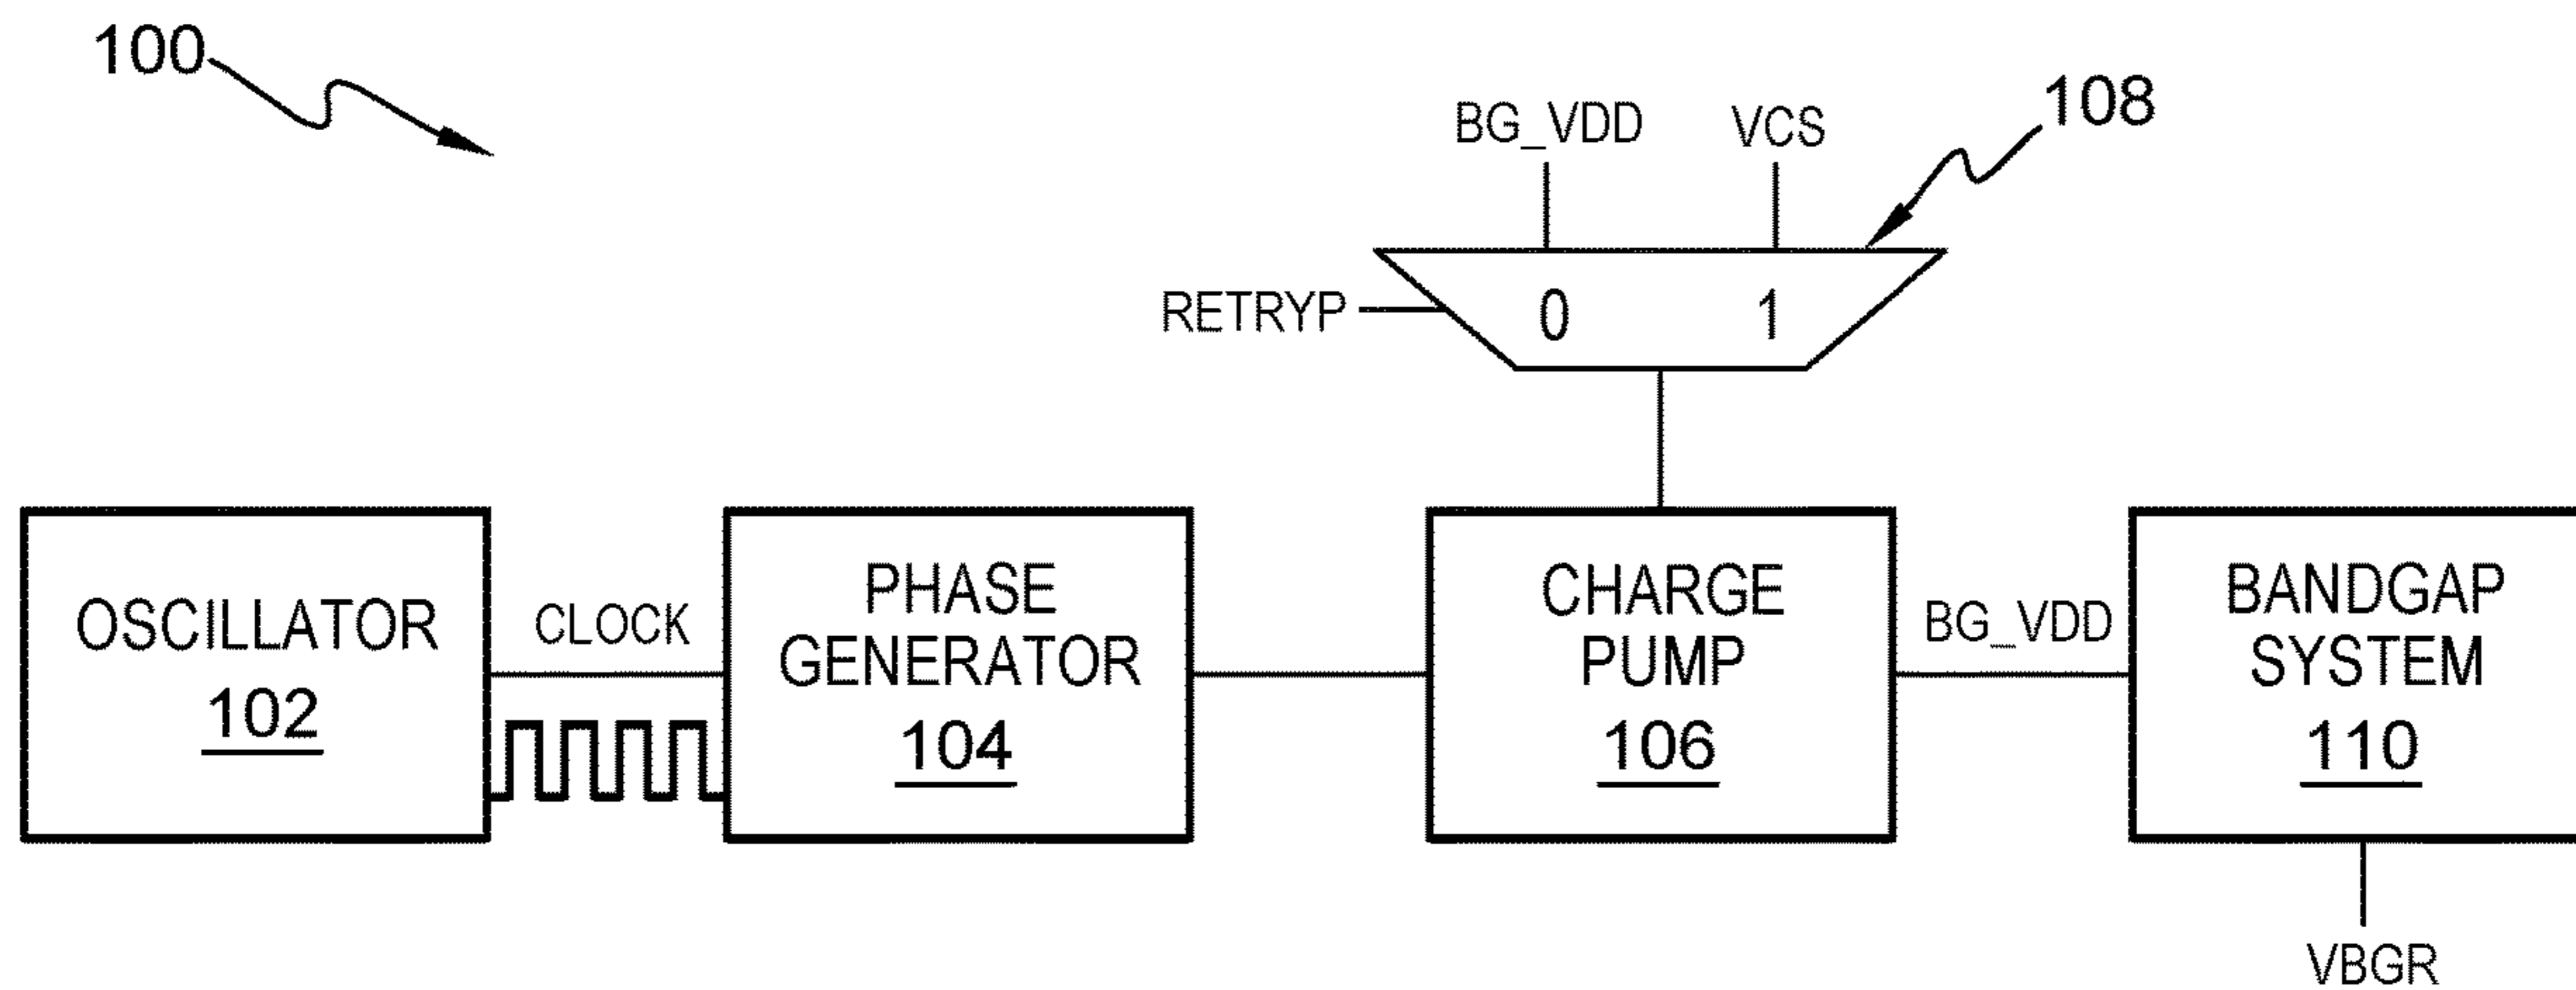 100
108
BG_VDD
VCS
RETRYP
0
1
OSCILLATOR
102
CLOCK
PHASE
GENERATOR
104
CHARGE
PUMP
106
BG_VDD
BANDGAP
SYSTEM
110
VBGR